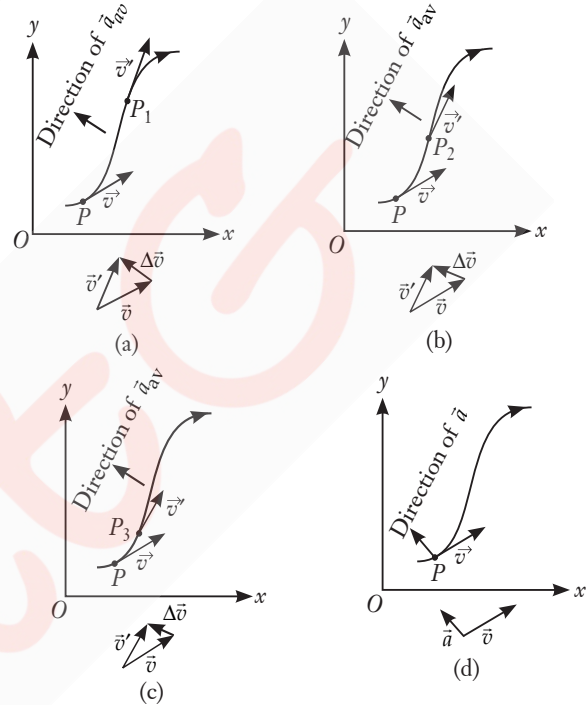 y
Direction of a⃗av
v⃗′
P1
P
v⃗
O
x
Δv⃗
v⃗′
v⃗
(a)
y
Direction of a⃗av
v⃗′
P2
P
v⃗
O
x
Δv⃗
v⃗′
v⃗
(b)
y
Direction of a⃗av
v⃗′
P3
P
v⃗
O
x
Δv⃗
v⃗′
v⃗
(c)
y
Direction of a⃗
P
v⃗
O
x
a⃗
v⃗
(d)